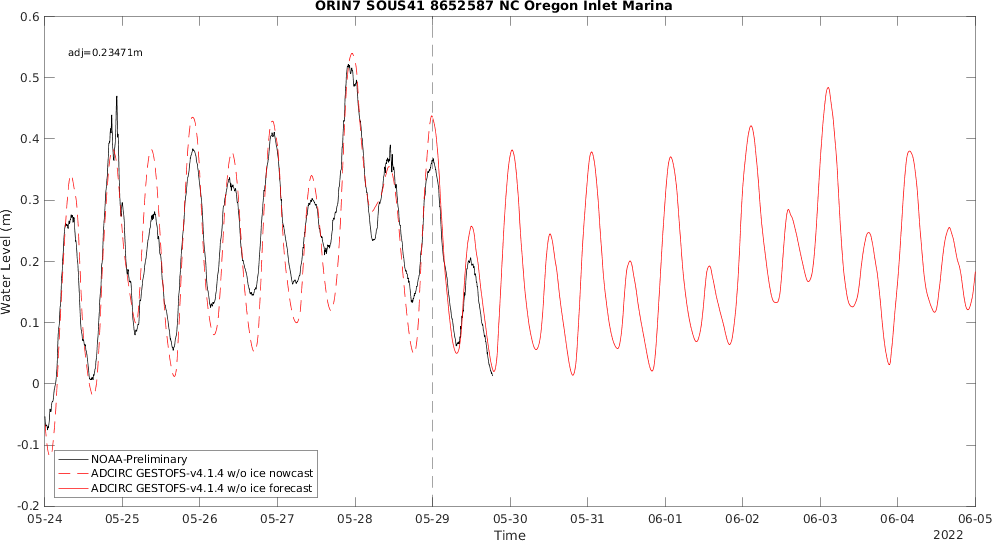 ORIN7 SOUS41 8652587 NC Oregon Inlet Marina
adj=0.23471m
0.6
0.5
0.4
0.3
0.2
0.1
0
-0.1
-0.2
Water Level (m)
NOAA-Preliminary
ADCIRC GESTOFS-v4.1.4 w/o ice nowcast
ADCIRC GESTOFS-v4.1.4 w/o ice forecast
05-24 05-25 05-26 05-27 05-28 05-29 05-30 05-31 06-01 06-02 06-03 06-04 06-05
Time
2022